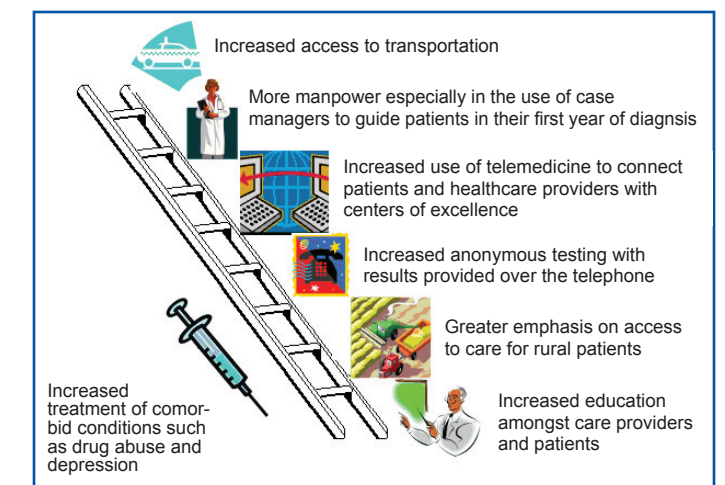 Increased access to transportation
More manpower especially in the use of case
managers to guide patients in their first year of diagnsis
Increased use of telemedicine to connect
patients and healthcare providers with
centers of excellence
Increased anonymous testing with
results provided over the telephone
Greater emphasis on access
to care for rural patients
Increased education
amongst care providers
and patients
Increased
treatment of comor-
bid conditions such
as drug abuse and
depression